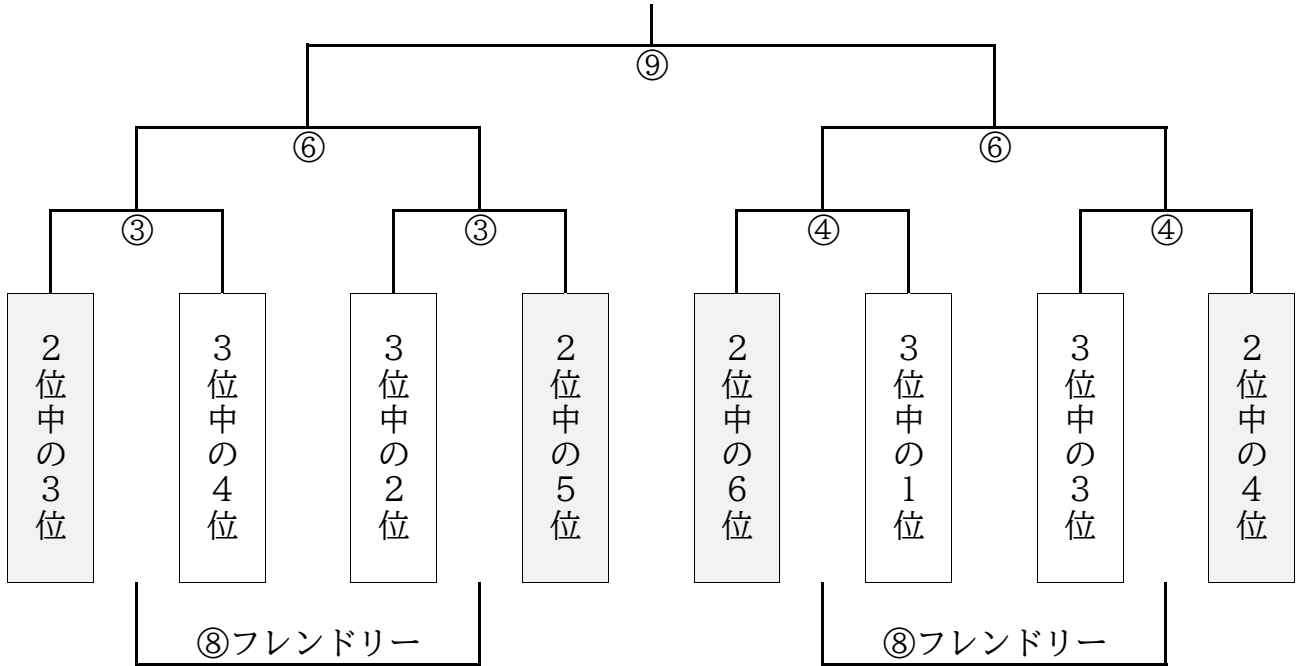 ⑨
⑥ ⑥
③ ③ ④ ④
2位中の3位
3位中の4位
3位中の2位
2位中の5位
2位中の6位
3位中の1位
3位中の3位
2位中の4位
⑧フレンドリー ⑧フレンドリー